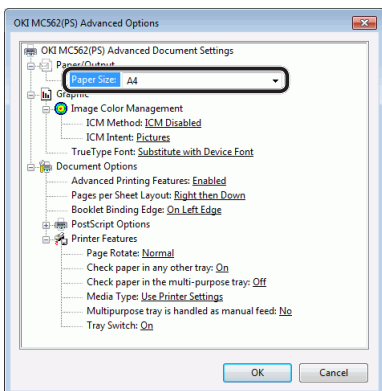 OKI MC562(PS) Advanced Options
OKI MC562(PS) Advanced Document Settings
Paper/Output
Paper Size: A4
Graphic
Image Color Management
ICM Method: ICM Disabled
ICM Intent: Pictures
TrueType Font: Substitute with Device Font
Document Options
Advanced Printing Features: Enabled
Pages per Sheet Layout: Right then Down
Booklet Binding Edge: On Left Edge
PostScript Options
Printer Features
Page Rotate: Normal
Check paper in any other tray: On
Check paper in the multi-purpose tray: Off
Media Type: Use Printer Settings
Multipurpose tray is handled as manual feed: No
Tray Switch: On
OK Cancel